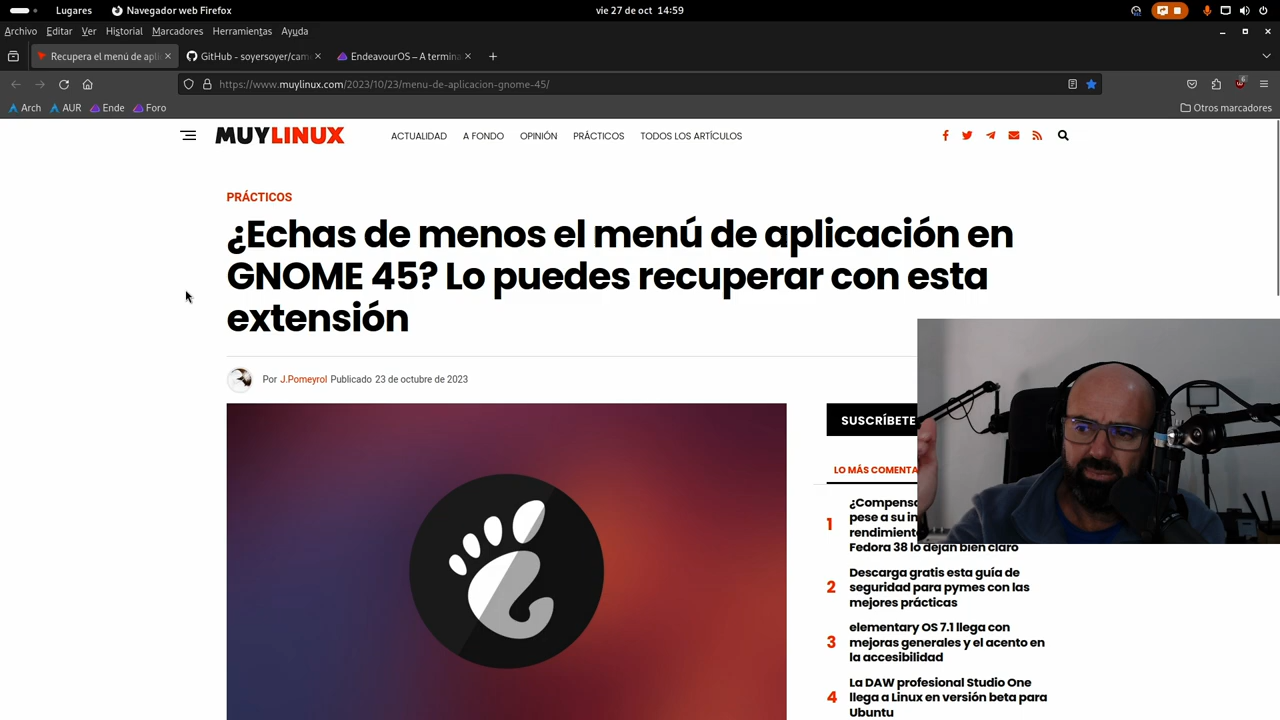 Lugares
Navegador web Firefox
vie 27 de oct 14:59
Archivo Editar Ver Historial Marcadores Herramientas Ayuda
Recupera el menú de apli
GitHub - soyersoyer/cam
EndeavourOS – A termina
https://www.muylinux.com/2023/10/23/menu-de-aplicacion-gnome-45/
Arch AUR Ende Foro
Otros marcadores
MUYLINUX
ACTUALIDAD A FONDO OPINIÓN PRÁCTICOS TODOS LOS ARTÍCULOS
PRÁCTICOS
¿Echas de menos el menú de aplicación en
GNOME 45? Lo puedes recuperar con esta
extensión
Por J.Pomeyrol Publicado 23 de octubre de 2023
SUSCRÍBETE
LO MÁS COMENTA
1
¿Compensa
pese a su in
rendimiento
Fedora 38 lo dejan bien claro
2
Descarga gratis esta guía de
seguridad para pymes con las
mejores prácticas
3
elementary OS 7.1 llega con
mejoras generales y el acento en
la accesibilidad
4
La DAW profesional Studio One
llega a Linux en versión beta para
Ubuntu